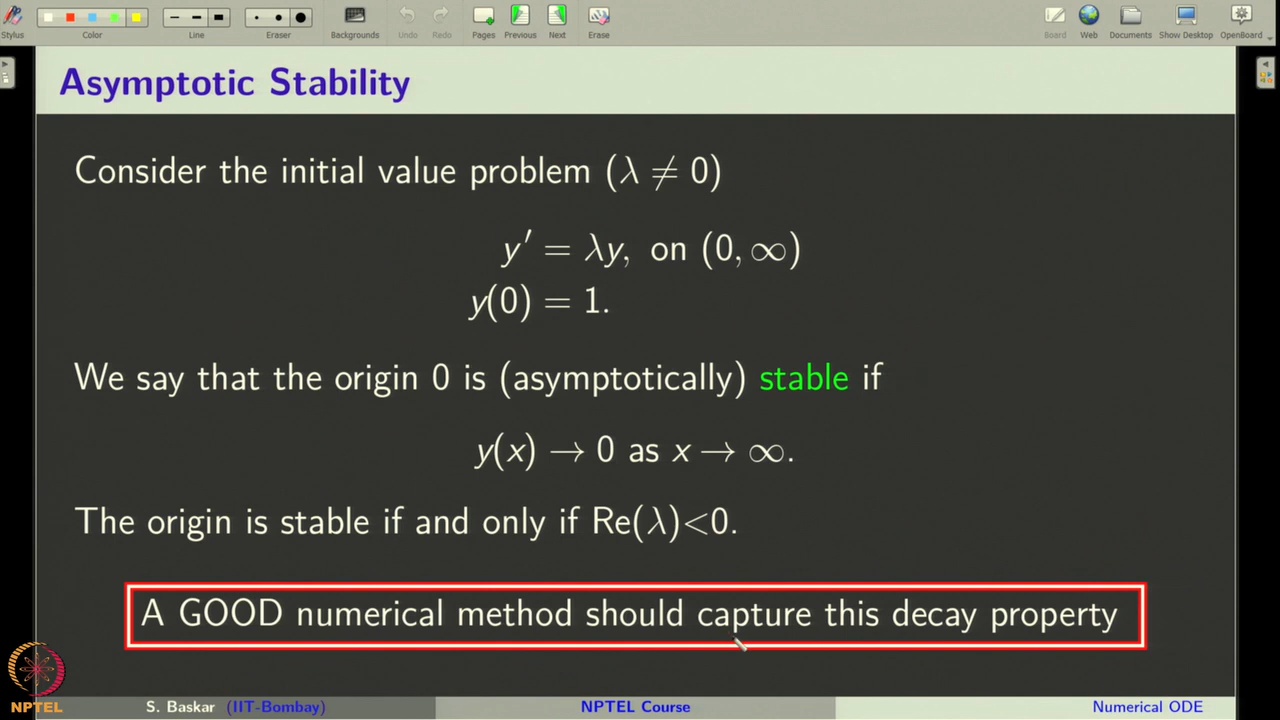 Stylus Color Line Eraser Backgrounds Undo Redo Pages Previous Next Erase Board Web Documents Show Desktop OpenBoard
Asymptotic Stability
Consider the initial value problem (λ ≠ 0)
y′ = λy, on (0, ∞)
y(0) = 1.
We say that the origin 0 is (asymptotically) stable if
y(x) → 0 as x → ∞.
The origin is stable if and only if Re(λ)<0.
A GOOD numerical method should capture this decay property
NPTEL
S. Baskar (IIT-Bombay) NPTEL Course Numerical ODE